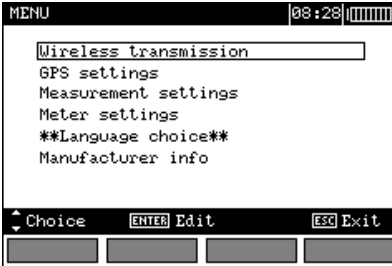 MENU 08:28
Wireless transmission
GPS settings
Measurement settings
Meter settings
**Language choice**
Manufacturer info
Choice ENTER Edit ESC Exit